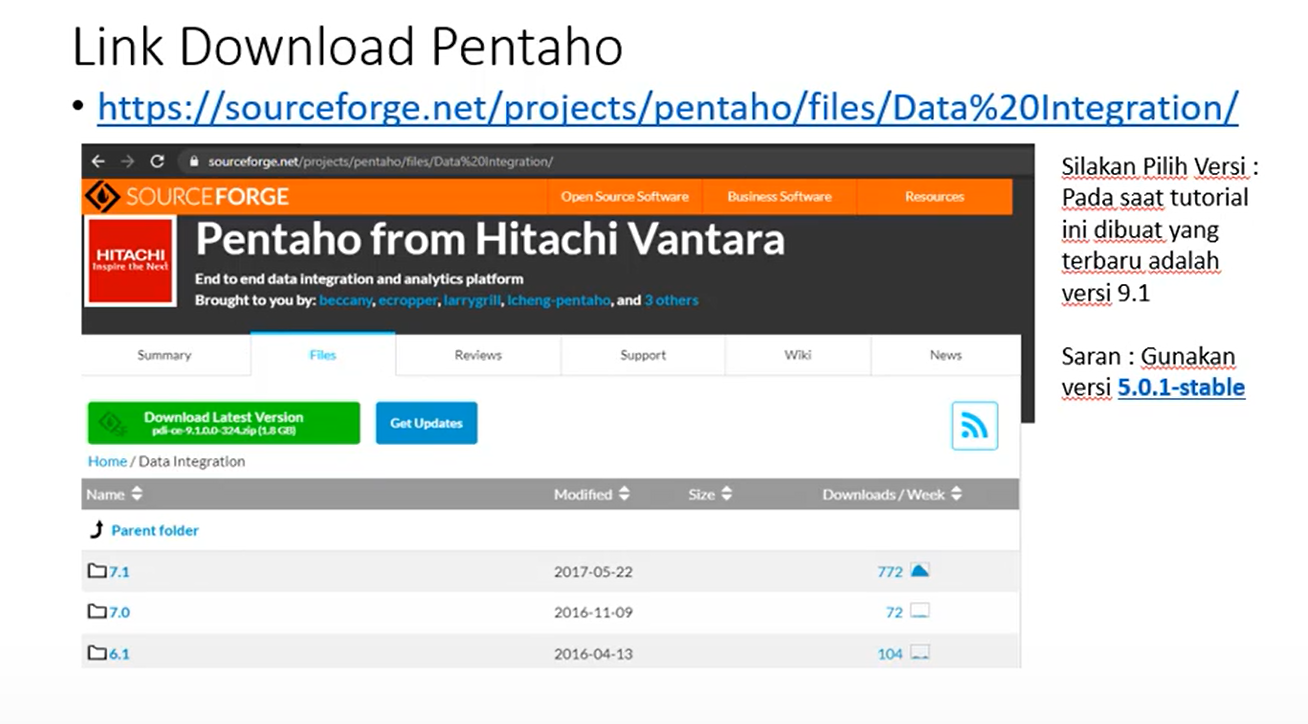 Link Download Pentaho
• https://sourceforge.net/projects/pentaho/files/Data%20Integration/
sourceforge.net/projects/pentaho/files/Data%20Integration/
SOURCEFORGE
Open Source Software
Business Software
Resources
HITACHI
Inspire the Next
Pentaho from Hitachi Vantara
End to end data integration and analytics platform
Brought to you by: beccany, ecropper, larrygrill, lcheng-pentaho, and 3 others
Summary
Files
Reviews
Support
Wiki
News
Download Latest Version
pdi-ce-9.1.0.0-324.zip (1.8 GB)
Get Updates
Home / Data Integration
Name
Modified
Size
Downloads / Week
Parent folder
7.1 2017-05-22 772
7.0 2016-11-09 72
6.1 2016-04-13 104
Silakan Pilih Versi :
Pada saat tutorial
ini dibuat yang
terbaru adalah
versi 9.1
Saran : Gunakan
versi 5.0.1-stable